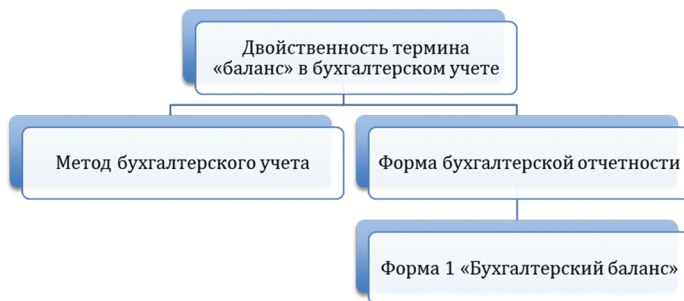 Двойственность термина
«баланс» в бухгалтерском учете
Метод бухгалтерского учета
Форма бухгалтерской отчетности
Форма 1 «Бухгалтерский баланс»